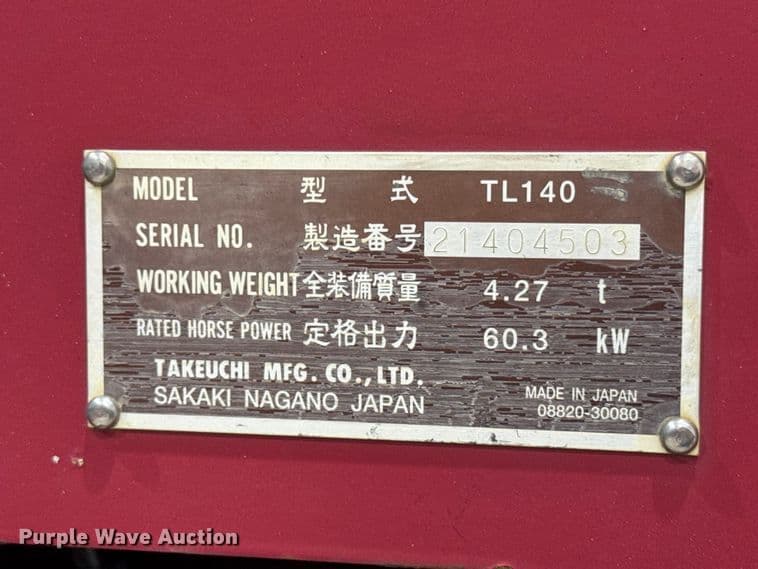 MODEL 型式 TL140
SERIAL NO. 製造番号 21404503
WORKING WEIGHT 全装備質量 4.27 t
RATED HORSE POWER 定格出力 60.3 kW
TAKEUCHI MFG. CO., LTD.
SAKAKI NAGANO JAPAN
MADE IN JAPAN
08820-30080
Purple Wave Auction